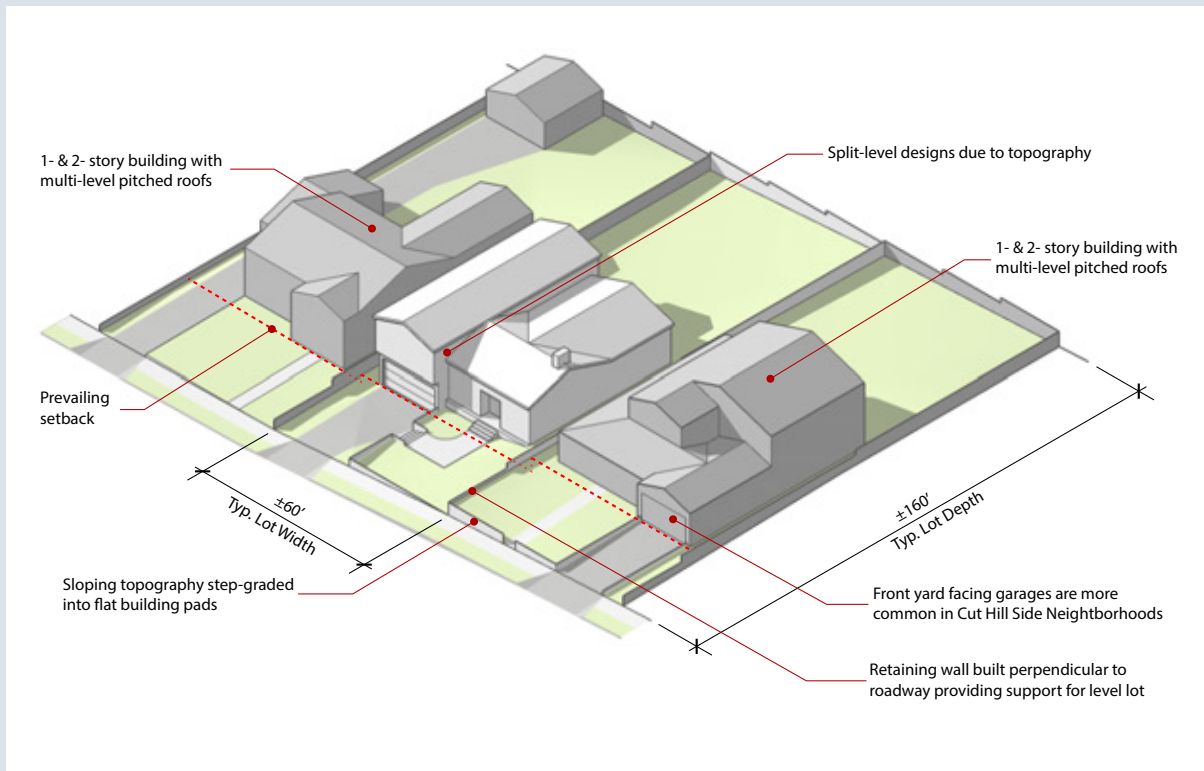 1- & 2- story building with
multi-level pitched roofs
Split-level designs due to topography
1- & 2- story building with
multi-level pitched roofs
Prevailing
setback
±60'
Typ. Lot Width
±160'
Typ. Lot Depth
Sloping topography step-graded
into flat building pads
Front yard facing garages are more
common in Cut Hill Side Neighborhoods
Retaining wall built perpendicular to
roadway providing support for level lot